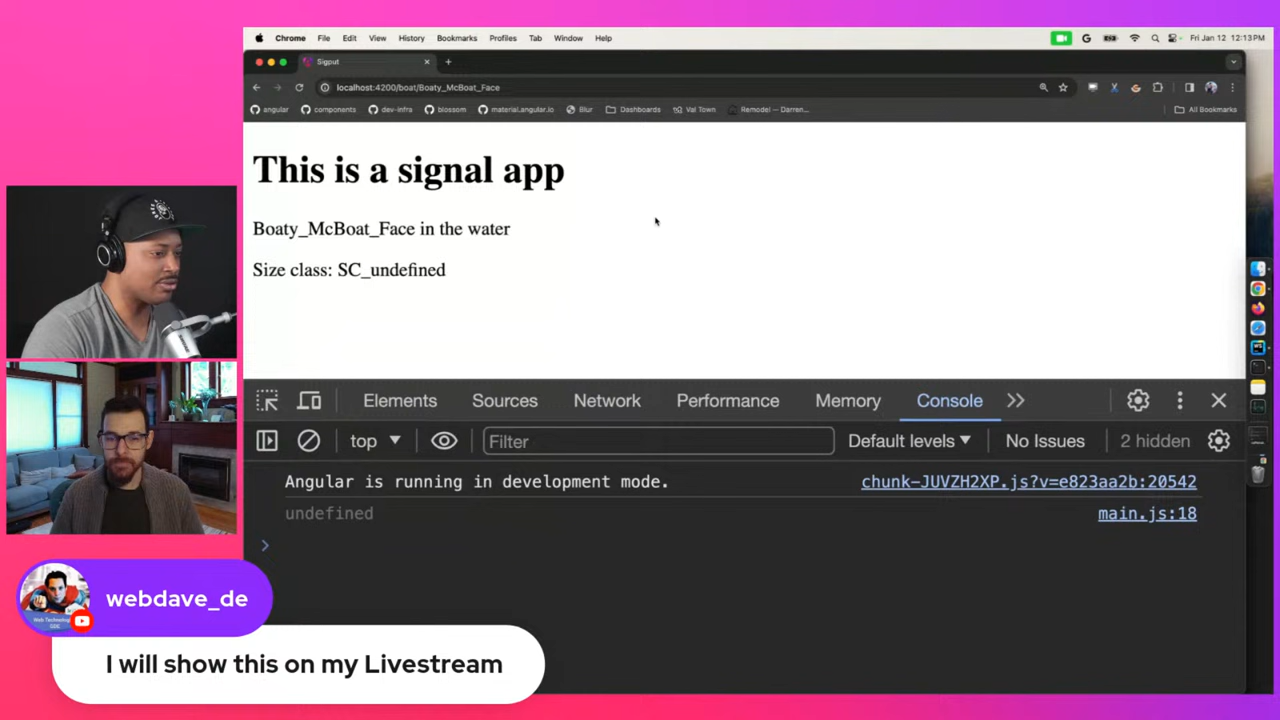 Chrome File Edit View History Bookmarks Profiles Tab Window Help
Fri Jan 12 12:13PM
Sigput
localhost:4200/boat/Boaty_McBoat_Face
angular components dev-infra blossom material.angular.io Blur Dashboards Val Town Remodel — Darren... All Bookmarks
This is a signal app
Boaty_McBoat_Face in the water
Size class: SC_undefined
Elements Sources Network Performance Memory Console
top Filter Default levels No Issues 2 hidden
Angular is running in development mode. chunk-JUVZH2XP.js?v=e823aa2b:20542
undefined main.js:18
webdave_de
I will show this on my Livestream